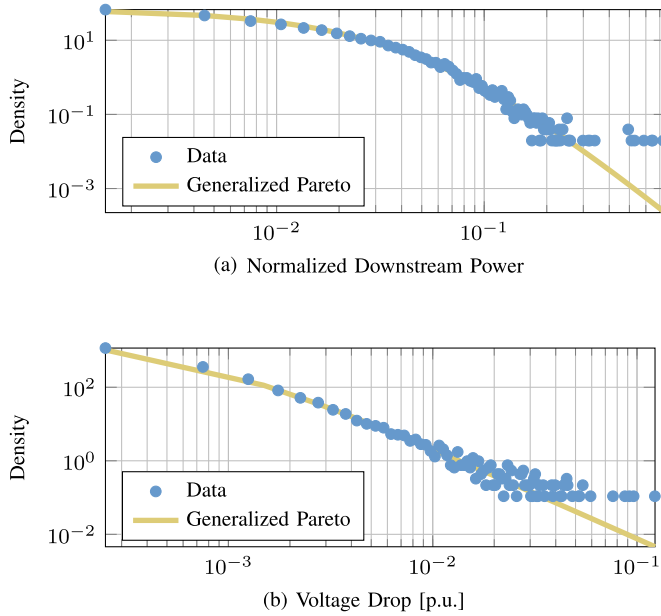 10^1
10^{-1}
10^{-3}
Density
Data
Generalized Pareto
10^{-2}
10^{-1}
(a) Normalized Downstream Power
10^2
10^0
10^{-2}
Density
Data
Generalized Pareto
10^{-3}
10^{-2}
10^{-1}
(b) Voltage Drop [p.u.]